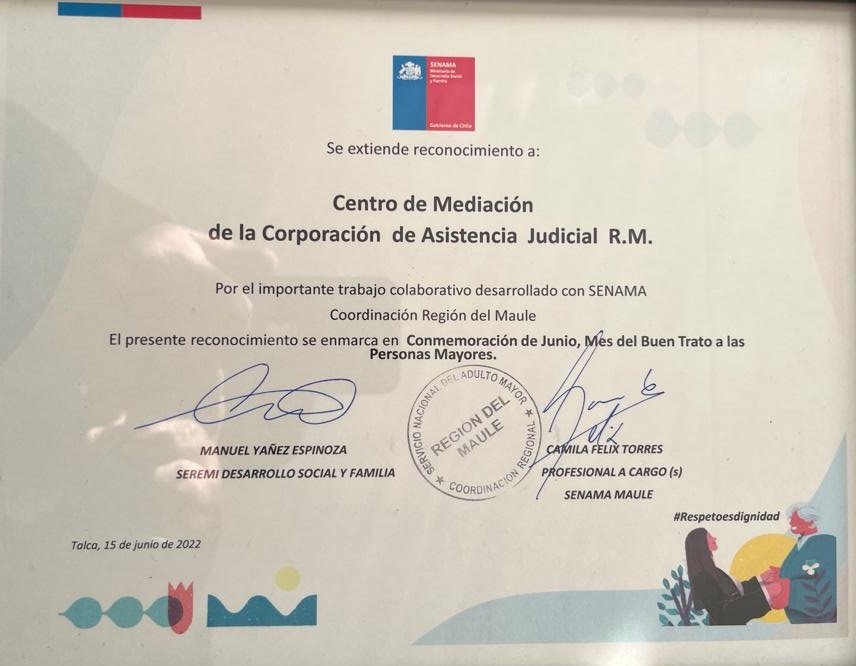 SENAMA
Ministerio de
Desarrollo Social
y Familia
Gobierno de Chile
Se extiende reconocimiento a:
Centro de Mediación
de la Corporación de Asistencia Judicial R.M.
Por el importante trabajo colaborativo desarrollado con SENAMA
Coordinación Región del Maule
El presente reconocimiento se enmarca en Conmemoración de Junio, Mes del Buen Trato a las
Personas Mayores.
SERVICIO NACIONAL DEL ADULTO MAYOR
REGION DEL
MAULE
COORDINACION REGIONAL
MANUEL YAÑEZ ESPINOZA
SEREMI DESARROLLO SOCIAL Y FAMILIA
CAMILA FELIX TORRES
PROFESIONAL A CARGO (s)
SENAMA MAULE
#Respetoesdignidad
Talca, 15 de junio de 2022